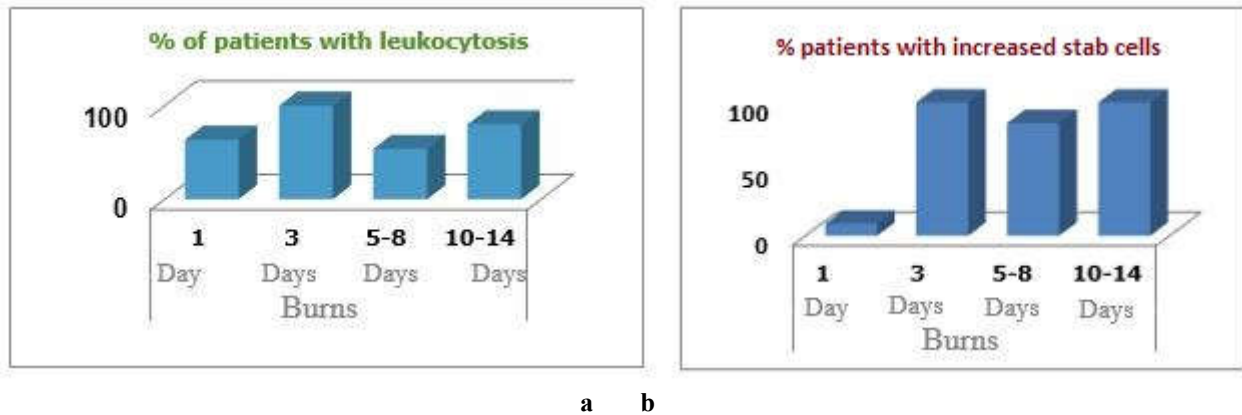 % of patients with leukocytosis
100
0
1 3 5-8 10-14
Day Days Days Days
Burns
% patients with increased stab cells
100
50
0
1 3 5-8 10-14
Day Days Days Days
Burns
a b